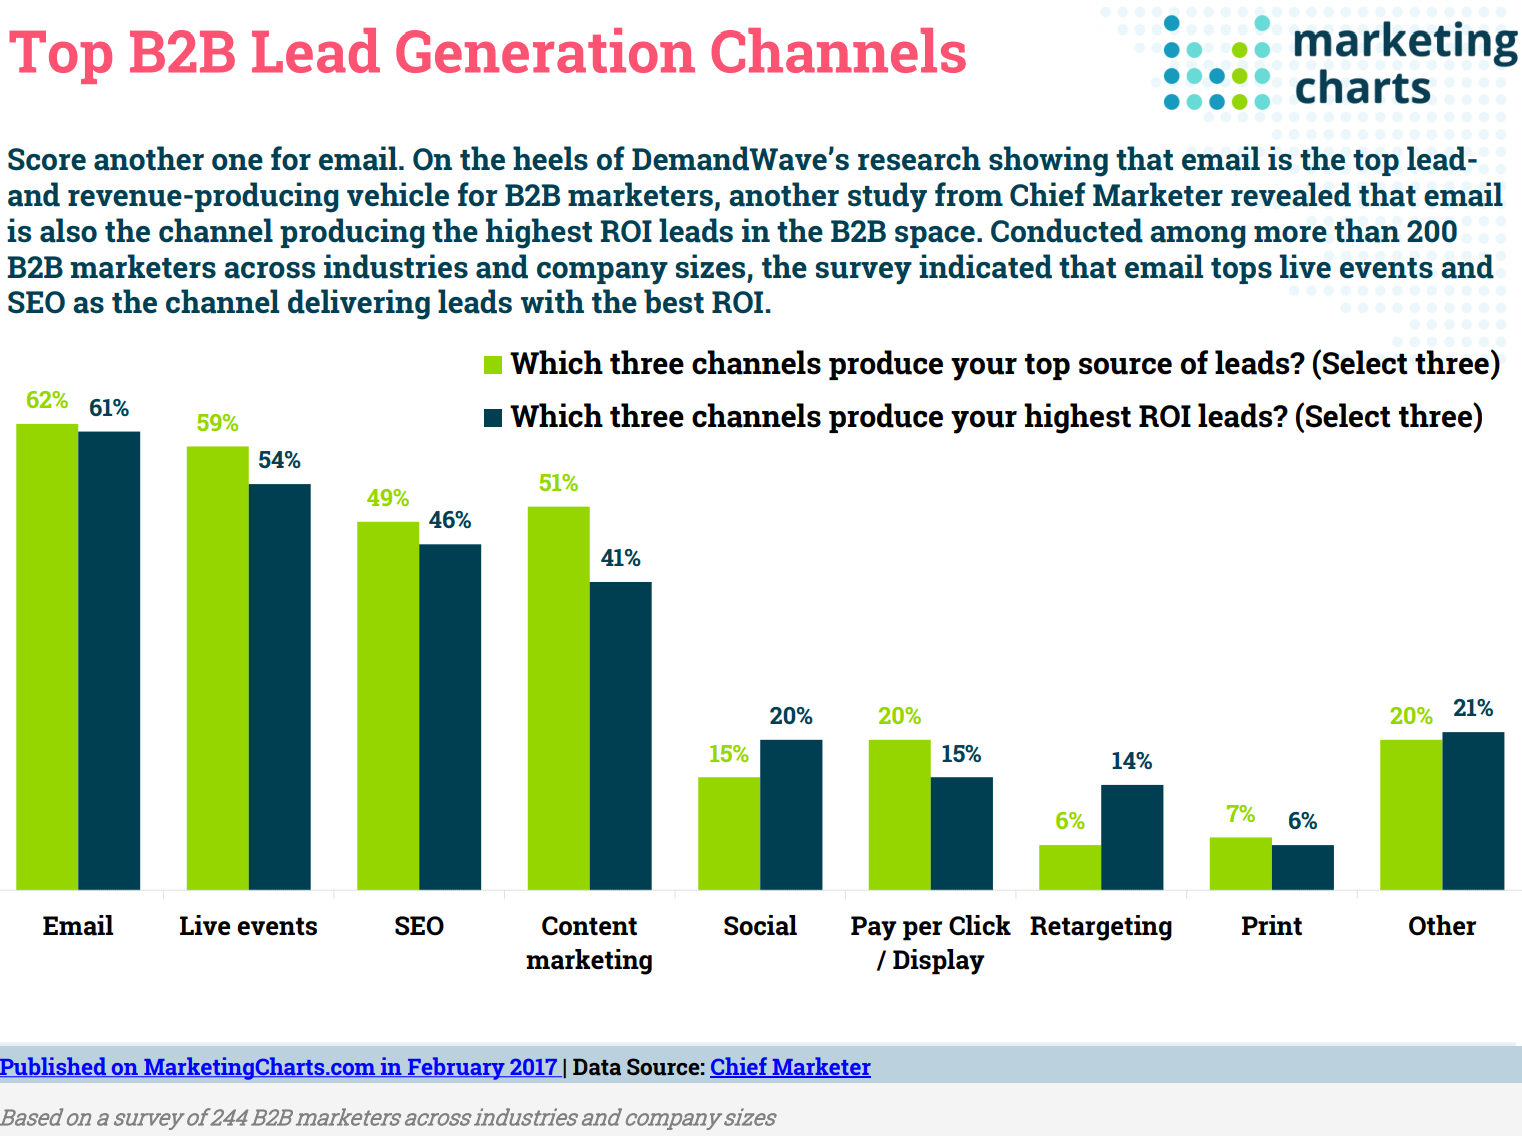 Top B2B Lead Generation Channels
marketing
charts
Score another one for email. On the heels of DemandWave’s research showing that email is the top lead-
and revenue-producing vehicle for B2B marketers, another study from Chief Marketer revealed that email
is also the channel producing the highest ROI leads in the B2B space. Conducted among more than 200
B2B marketers across industries and company sizes, the survey indicated that email tops live events and
SEO as the channel delivering leads with the best ROI.
Which three channels produce your top source of leads? (Select three)
Which three channels produce your highest ROI leads? (Select three)
62% 61%
59% 54%
49% 46%
51% 41%
15% 20%
20% 15%
6% 14%
7% 6%
20% 21%
Email
Live events
SEO
Content
marketing
Social
Pay per Click
/ Display
Retargeting
Print
Other
Published on MarketingCharts.com in February 2017 | Data Source: Chief Marketer
Based on a survey of 244 B2B marketers across industries and company sizes